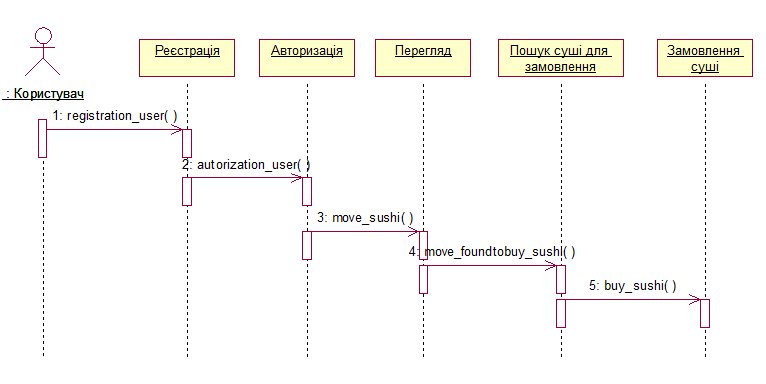 Реєстрація
Авторизація
Перегляд
Пошук суші для
замовлення
Замовлення
суші
: Користувач
1: registration_user( )
2: autorization_user( )
3: move_sushi( )
4: move_foundtobuy_sushi( )
5: buy_sushi( )